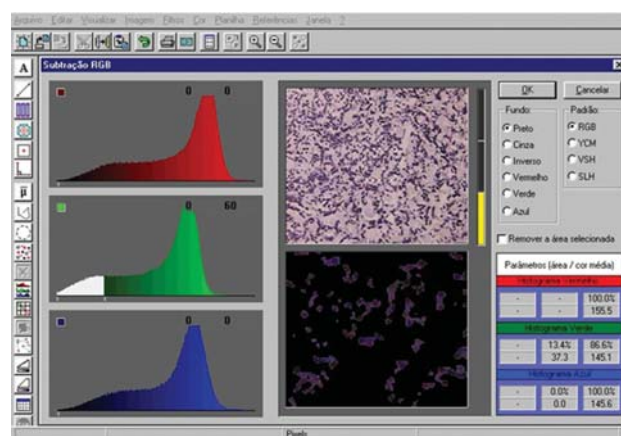 Arquivo Editar Visualizar Imagem Filtros Cor Planilha Referências Janela ?
Subtração RGB
A
0 0
0 60
0 0
µ
OK Cancelar
Fundo: Padrão:
Preto RGB
Cinza YCM
Inverso VSH
Vermelho SLH
Verde
Azul
Remover a área selecionada
Parâmetros (área / cor média)
Histograma Vermelho
- - 100.0%
- - 155.5
Histograma Verde
- 13.4% 86.6%
- 37.3 145.1
Histograma Azul
- 0.0% 100.0%
- 0.0 145.6
Pixels